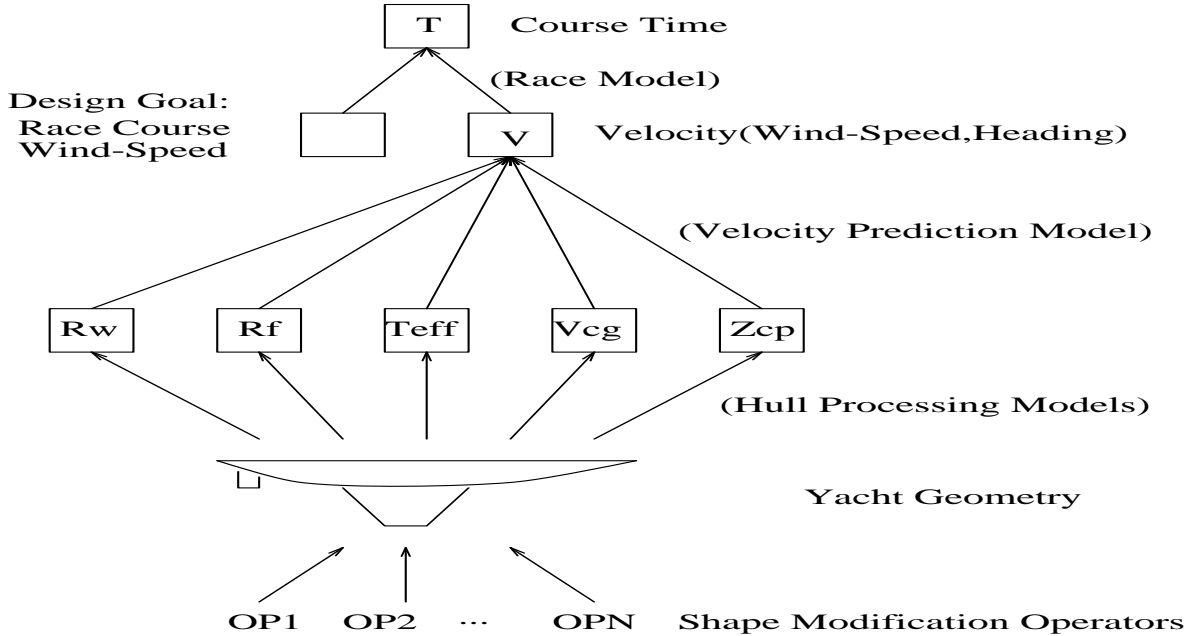 T Course Time
(Race Model)
Design Goal:
Race Course
Wind-Speed
V Velocity(Wind-Speed,Heading)
(Velocity Prediction Model)
Rw Rf Teff Vcg Zcp
(Hull Processing Models)
Yacht Geometry
OP1 OP2 ... OPN Shape Modification Operators